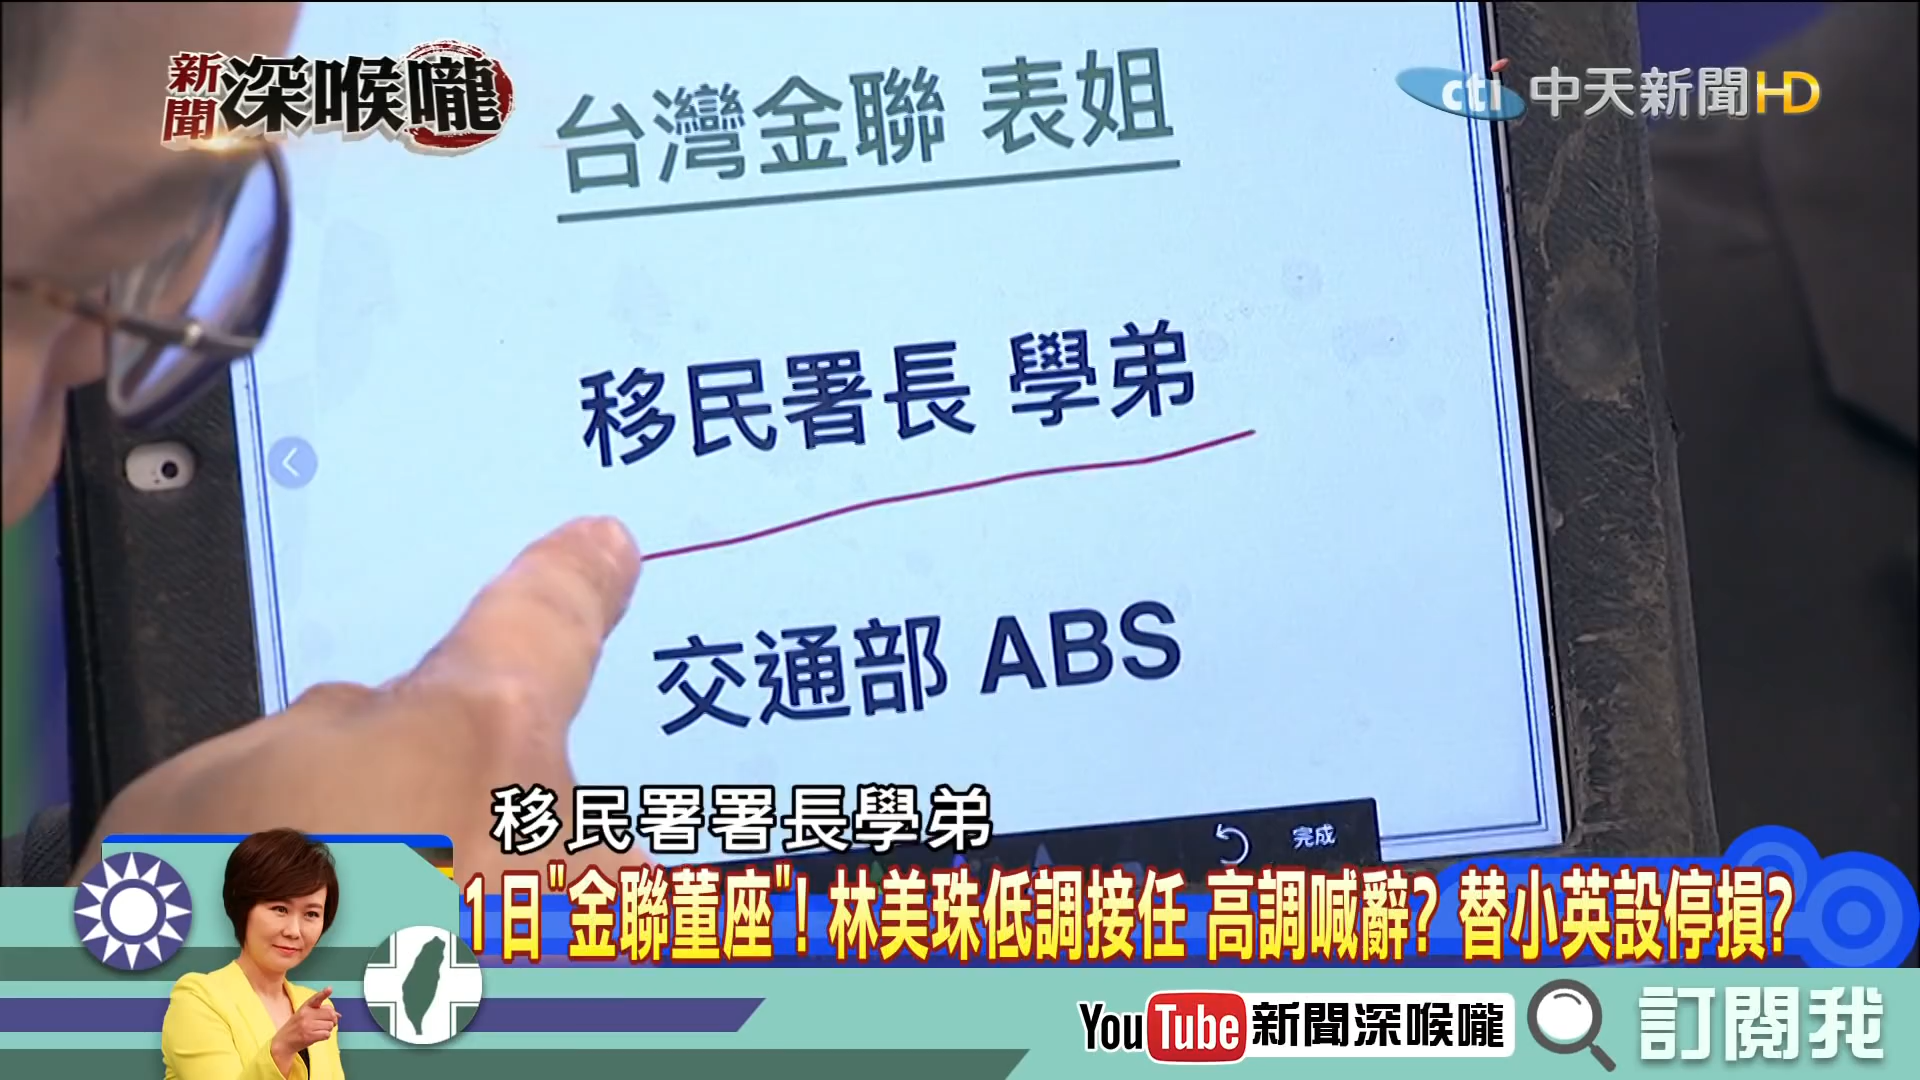 新聞深喉嚨
cti 中天新聞HD
台灣金聯 表姐
移民署長 學弟
交通部 ABS
完成
移民署署長學弟
1日"金聯董座"! 林美珠低調接任 高調喊辭? 替小英設停損?
YouTube 新聞深喉嚨 訂閱我